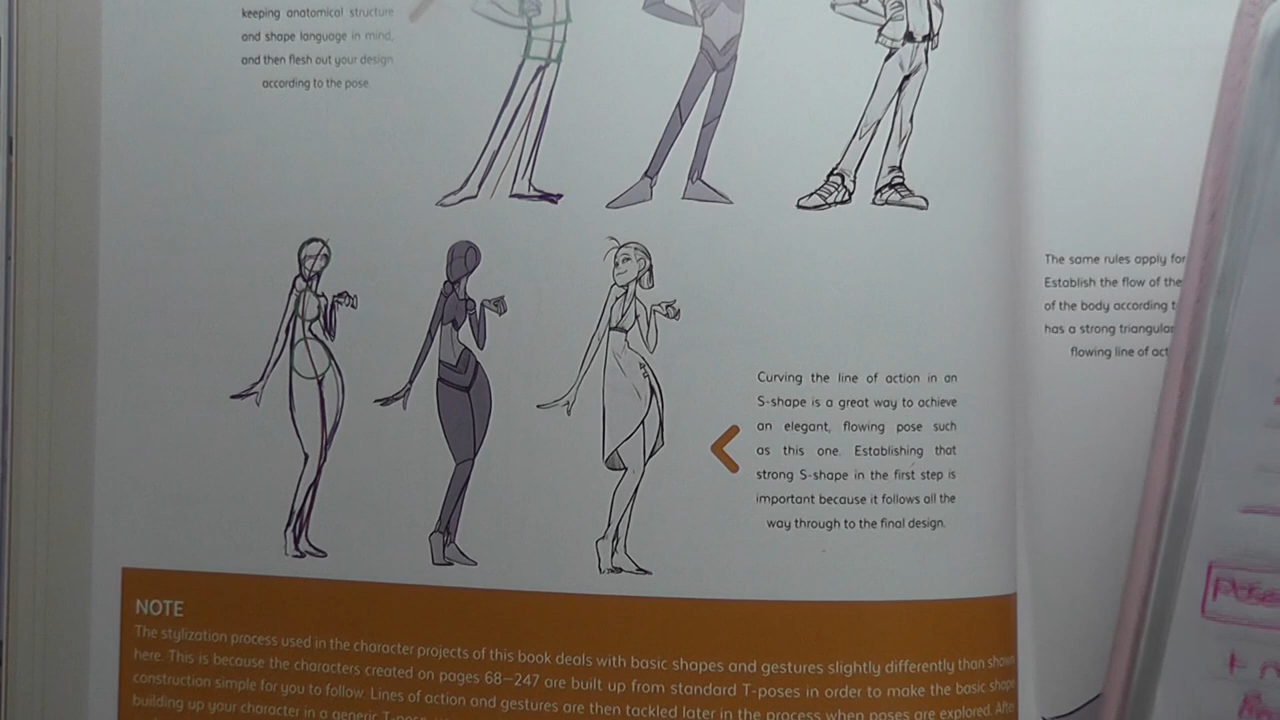 keeping anatomical structure
and shape language in mind,
and then flesh out your design
according to the pose.
The same rules apply for
Establish the flow of the
of the body according t
has a strong triangular
flowing line of act
Curving the line of action in an
S-shape is a great way to achieve
an elegant, flowing pose such
as this one. Establishing that
strong S-shape in the first step is
important because it follows all the
way through to the final design.
NOTE
The stylization process used in the character projects of this book deals with basic shapes and gestures slightly differently than shown
here. This is because the characters created on pages 68–247 are built up from standard T-poses in order to make the basic shape
construction simple for you to follow. Lines of action and gestures are then tackled later in the process when poses are explored. Afte
building up your character in a generic